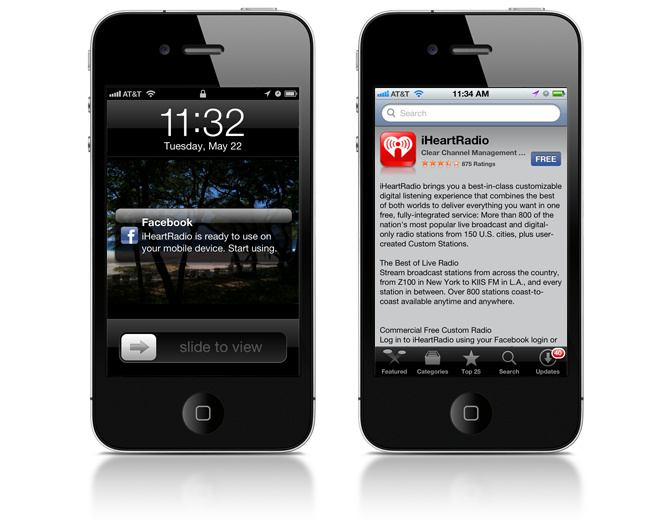 AT&T
11:32
Tuesday, May 22
Facebook
iHeartRadio is ready to use on
your mobile device. Start using.
slide to view
AT&T
11:34 AM
Search
iHeartRadio
Clear Channel Management ...
875 Ratings
FREE
iHeartRadio brings you a best-in-class customizable
digital listening experience that combines the best
of both worlds to deliver everything you want in one
free, fully-integrated service: More than 800 of the
nation's most popular live broadcast and digital-
only radio stations from 150 U.S. cities, plus user-
created Custom Stations.
The Best of Live Radio
Stream broadcast stations from across the country,
from Z100 in New York to KIIS FM in L.A., and every
station in between. Over 800 stations coast-to-
coast available anytime and anywhere.
Commercial Free Custom Radio
Log in to iHeartRadio using your Facebook login or
40
Featured
Categories
Top 25
Search
Updates